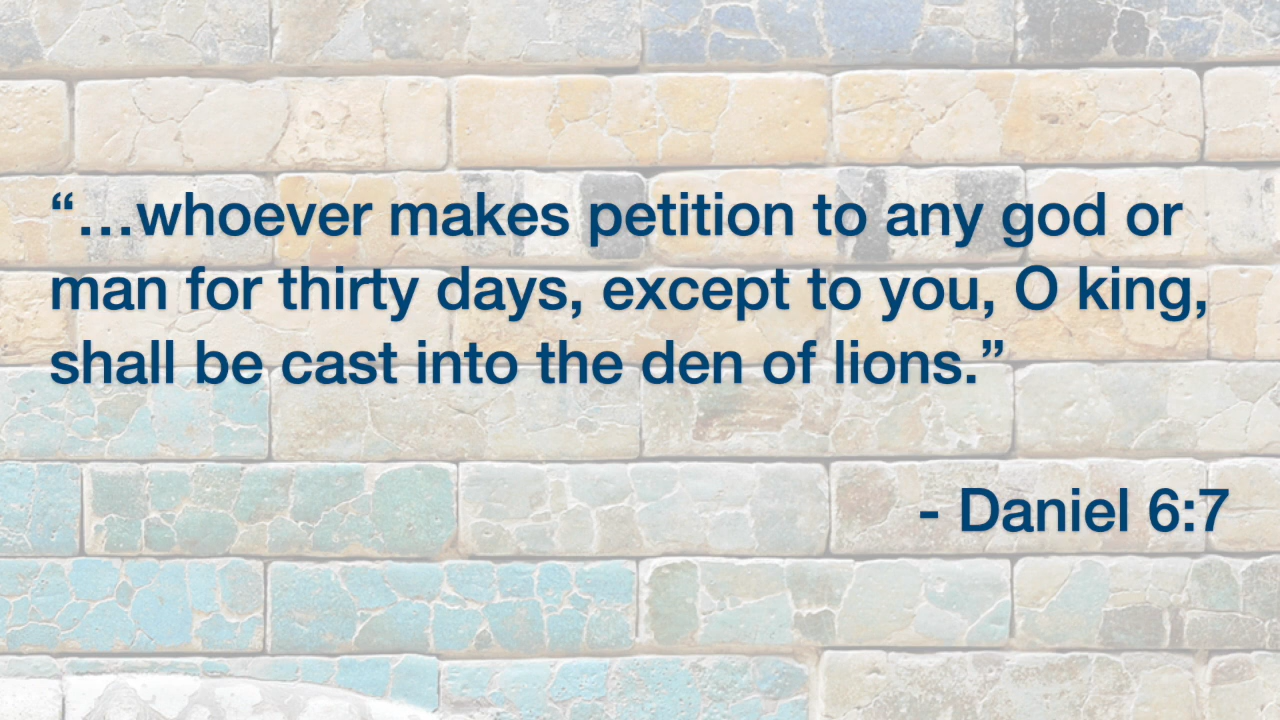 “…whoever makes petition to any god or
man for thirty days, except to you, O king,
shall be cast into the den of lions.”
- Daniel 6:7